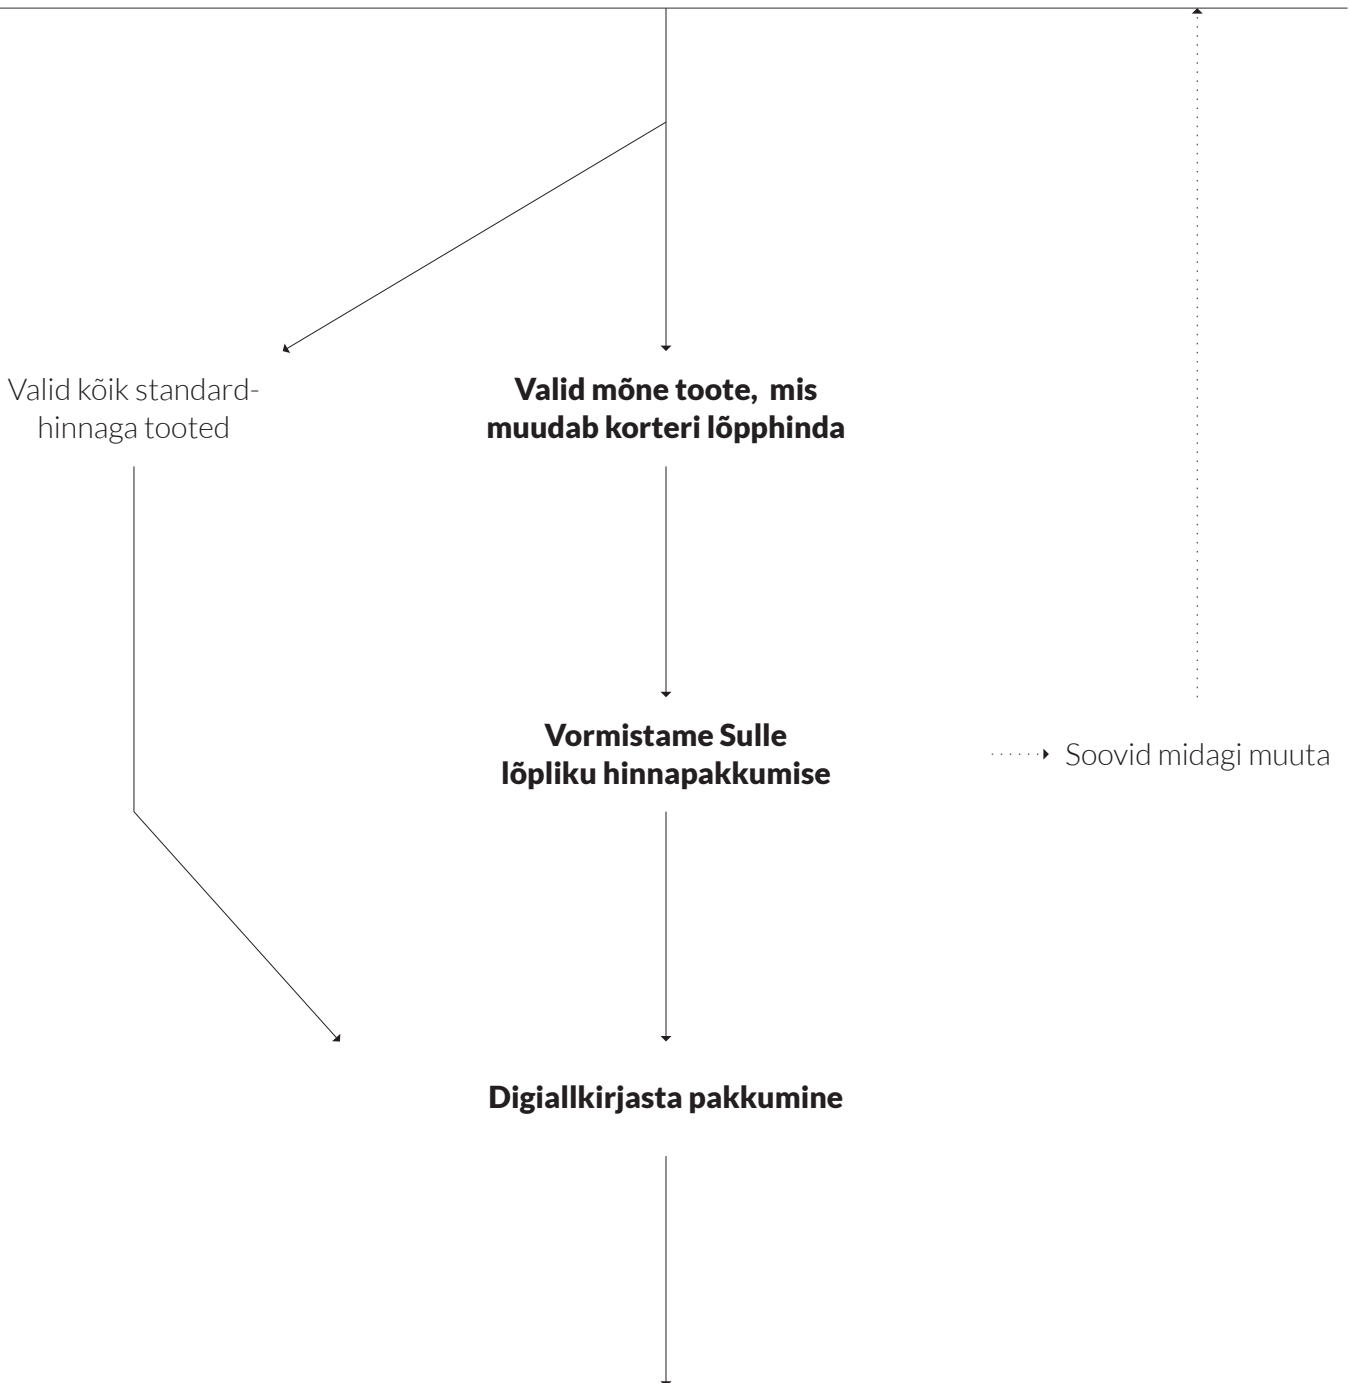 Valid kõik standard-
hinnaga tooted
Valid mõne toote, mis
muudab korteri lõpphinda
Vormistame Sulle
lõpliku hinnapakkumise
Soovid midagi muuta
Digiallkirjasta pakkumine